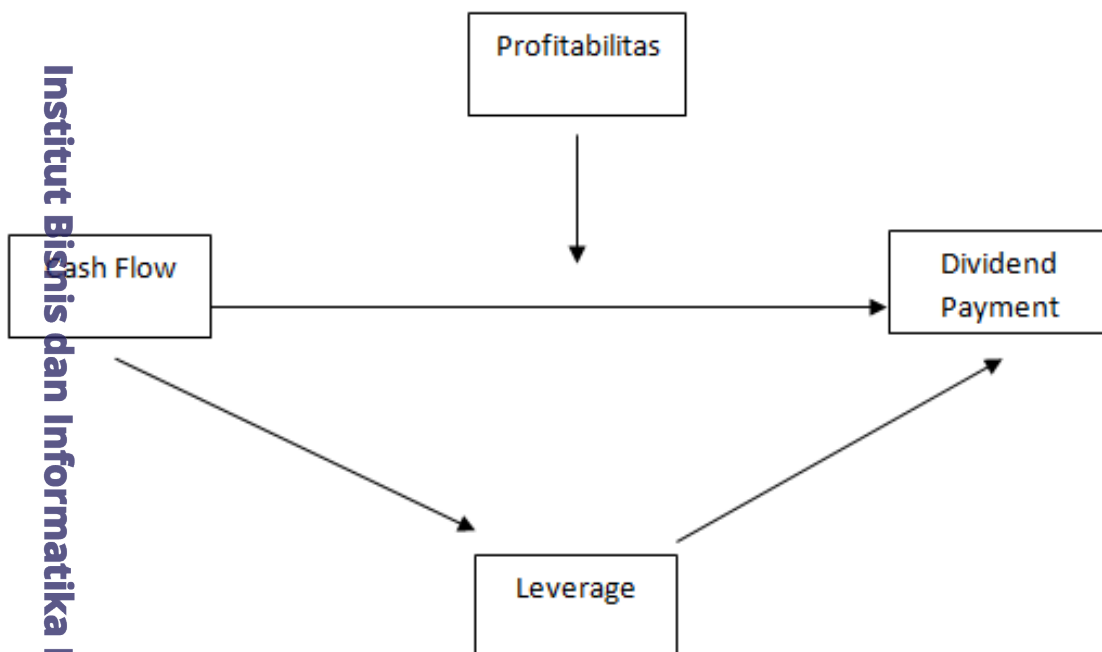 Profitabilitas
Institut Bisnis dan Informatika
Cash Flow
Dividend
Payment
Leverage